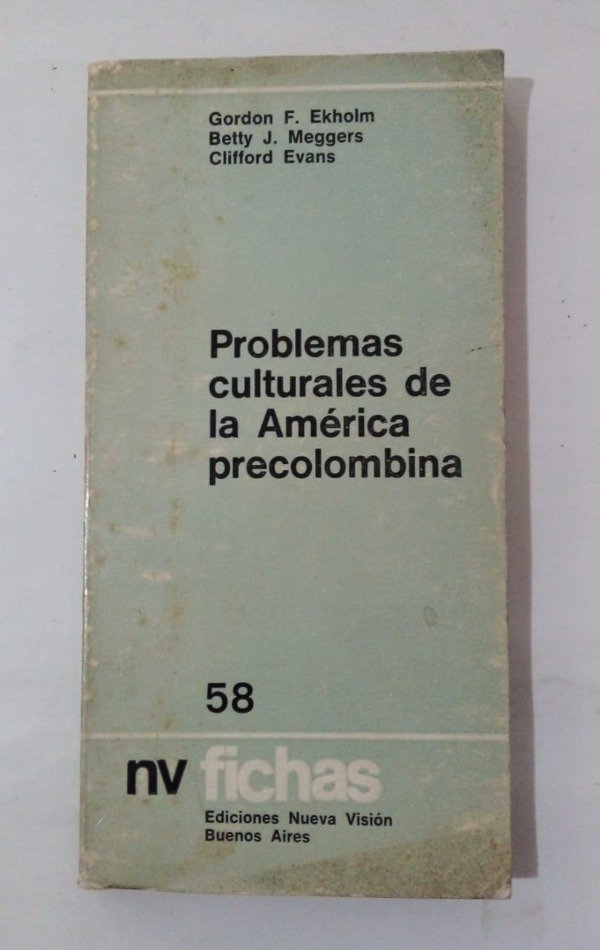 Gordon F. Ekholm
Betty J. Meggers
Clifford Evans
Problemas
culturales de
la América
precolombina
58
nv fichas
Ediciones Nueva Visión
Buenos Aires